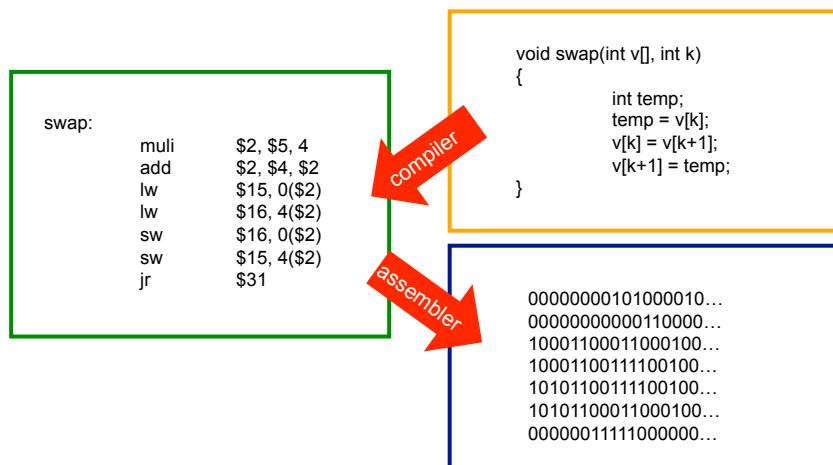 void swap(int v[], int k)
{
int temp;
temp = v[k];
v[k] = v[k+1];
v[k+1] = temp;
}
compiler
swap:
muli $2, $5, 4
add $2, $4, $2
lw $15, 0($2)
lw $16, 4($2)
sw $16, 0($2)
sw $15, 4($2)
jr $31
assembler
00000000101000010…
00000000000110000…
10001100011000100…
10001100111100100…
10101100111100100…
10101100011000100…
00000011111000000…